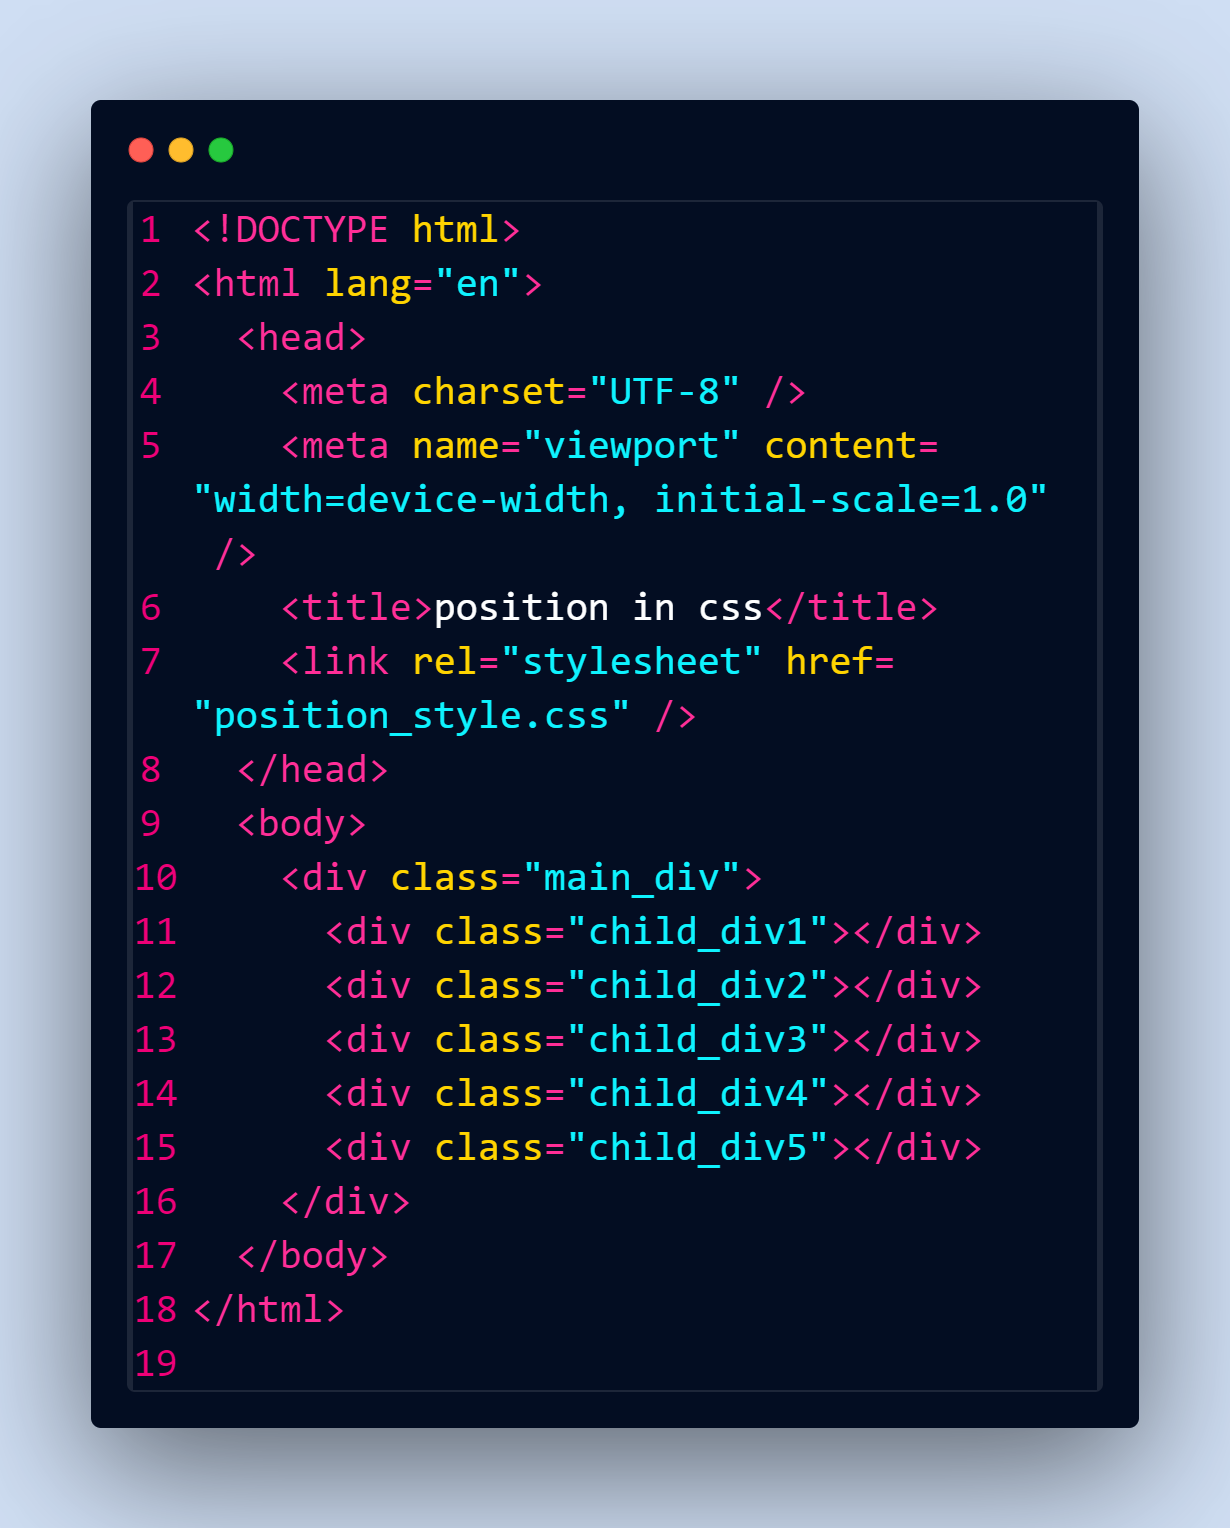 1 <!DOCTYPE html>
2 <html lang="en">
3   <head>
4     <meta charset="UTF-8" />
5     <meta name="viewport" content=
"width=device-width, initial-scale=1.0"
 />
6     <title>position in css</title>
7     <link rel="stylesheet" href=
"position_style.css" />
8   </head>
9   <body>
10     <div class="main_div">
11       <div class="child_div1"></div>
12       <div class="child_div2"></div>
13       <div class="child_div3"></div>
14       <div class="child_div4"></div>
15       <div class="child_div5"></div>
16     </div>
17   </body>
18 </html>
19